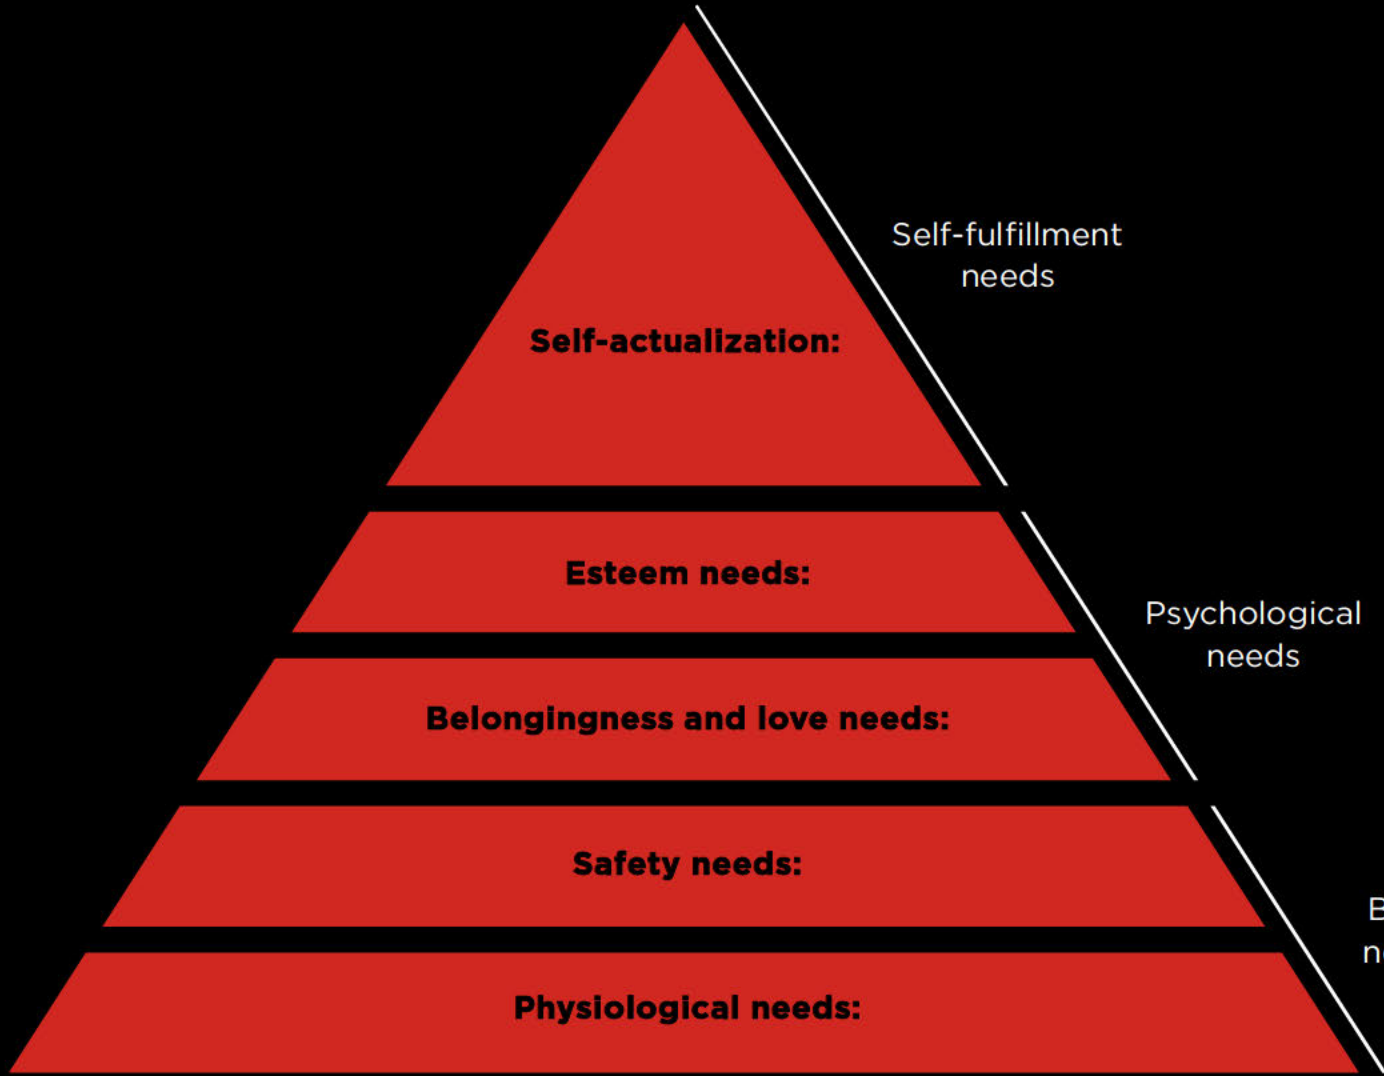 Self-fulfillment
needs
Self-actualization:
Esteem needs:
Psychological
needs
Belongingness and love needs:
Safety needs:
Physiological needs: